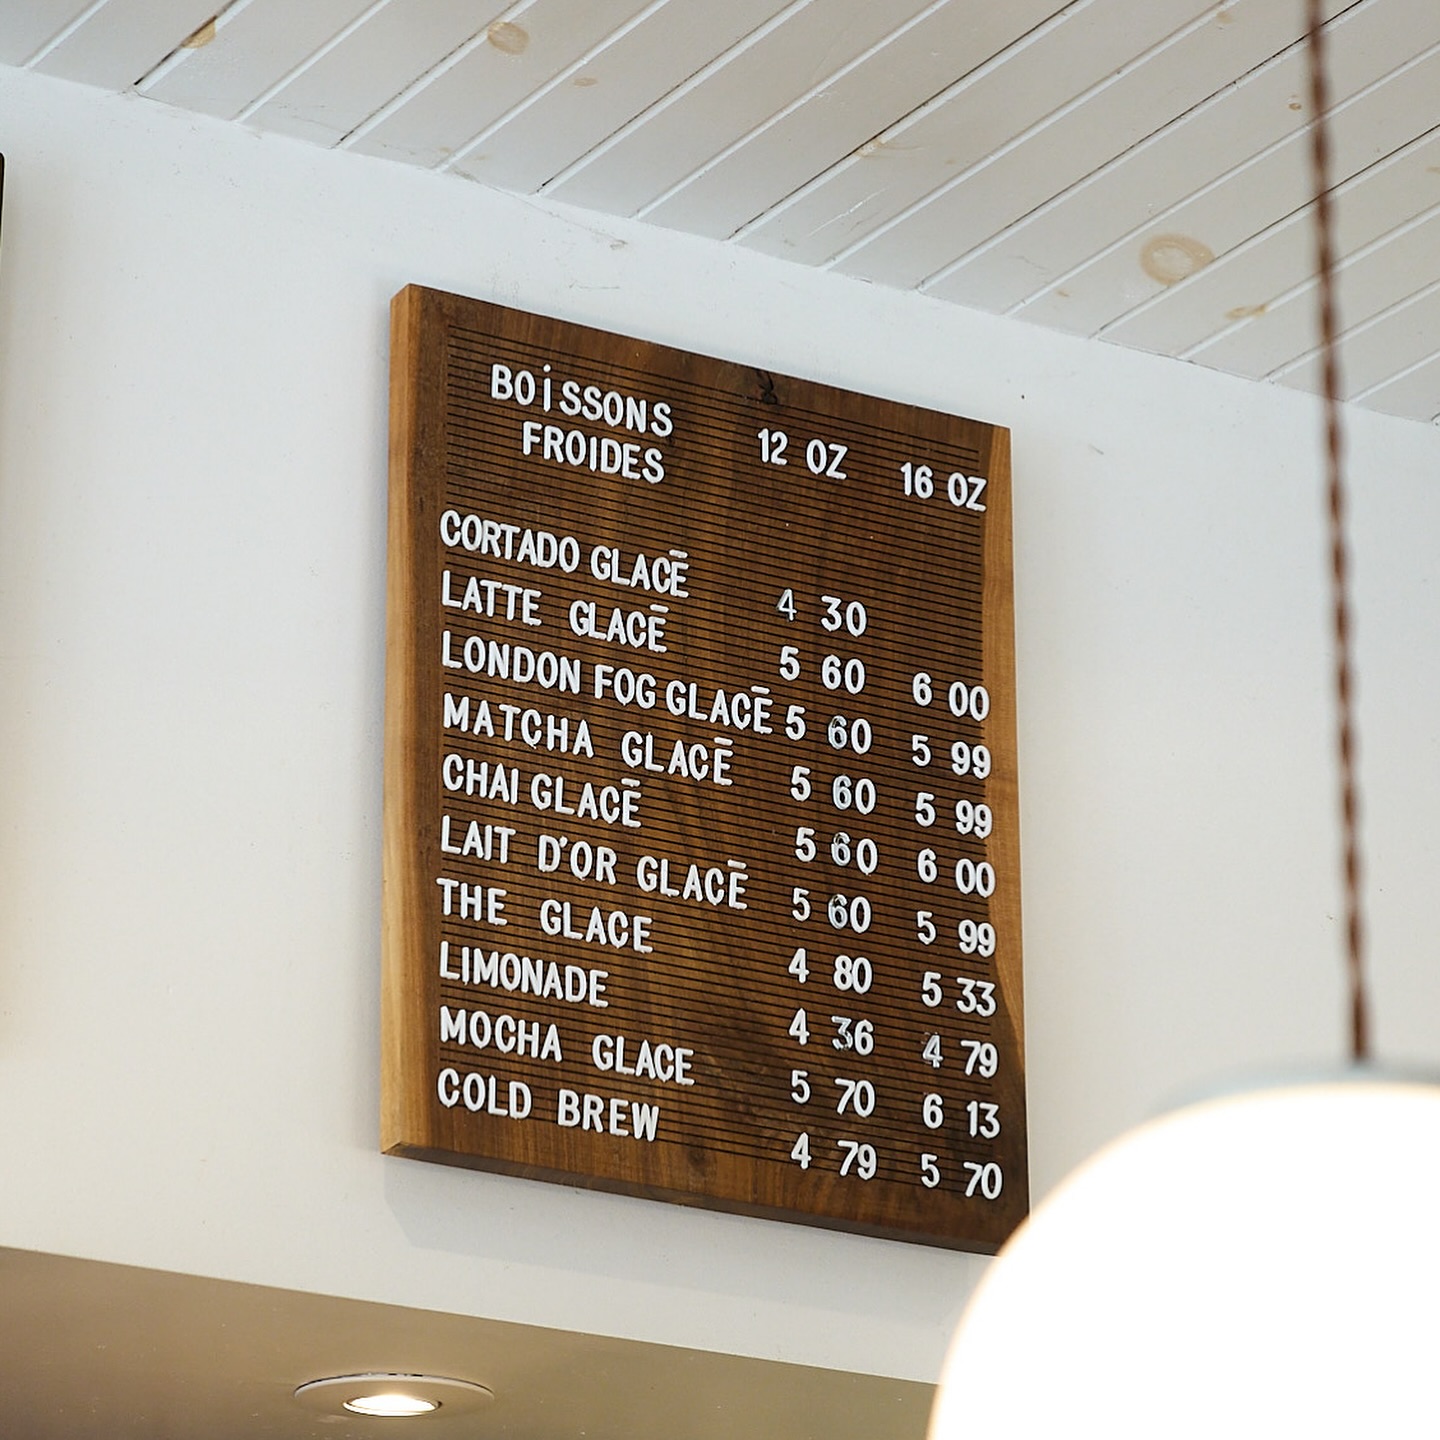 BOiSSONS
FROIDES 12 OZ 16 OZ
CORTADO GLACĒ 4 30
LATTE GLACĒ 5 60 6 00
LONDON FOG GLACĒ 5 60 5 99
MATCHA GLACĒ 5 60 5 99
CHAI GLACĒ 5 60 6 00
LAIT D'OR GLACĒ 5 60 5 99
THE GLACE 4 80 5 33
LIMONADE 4 36 4 79
MOCHA GLACE 5 70 6 13
COLD BREW 4 79 5 70